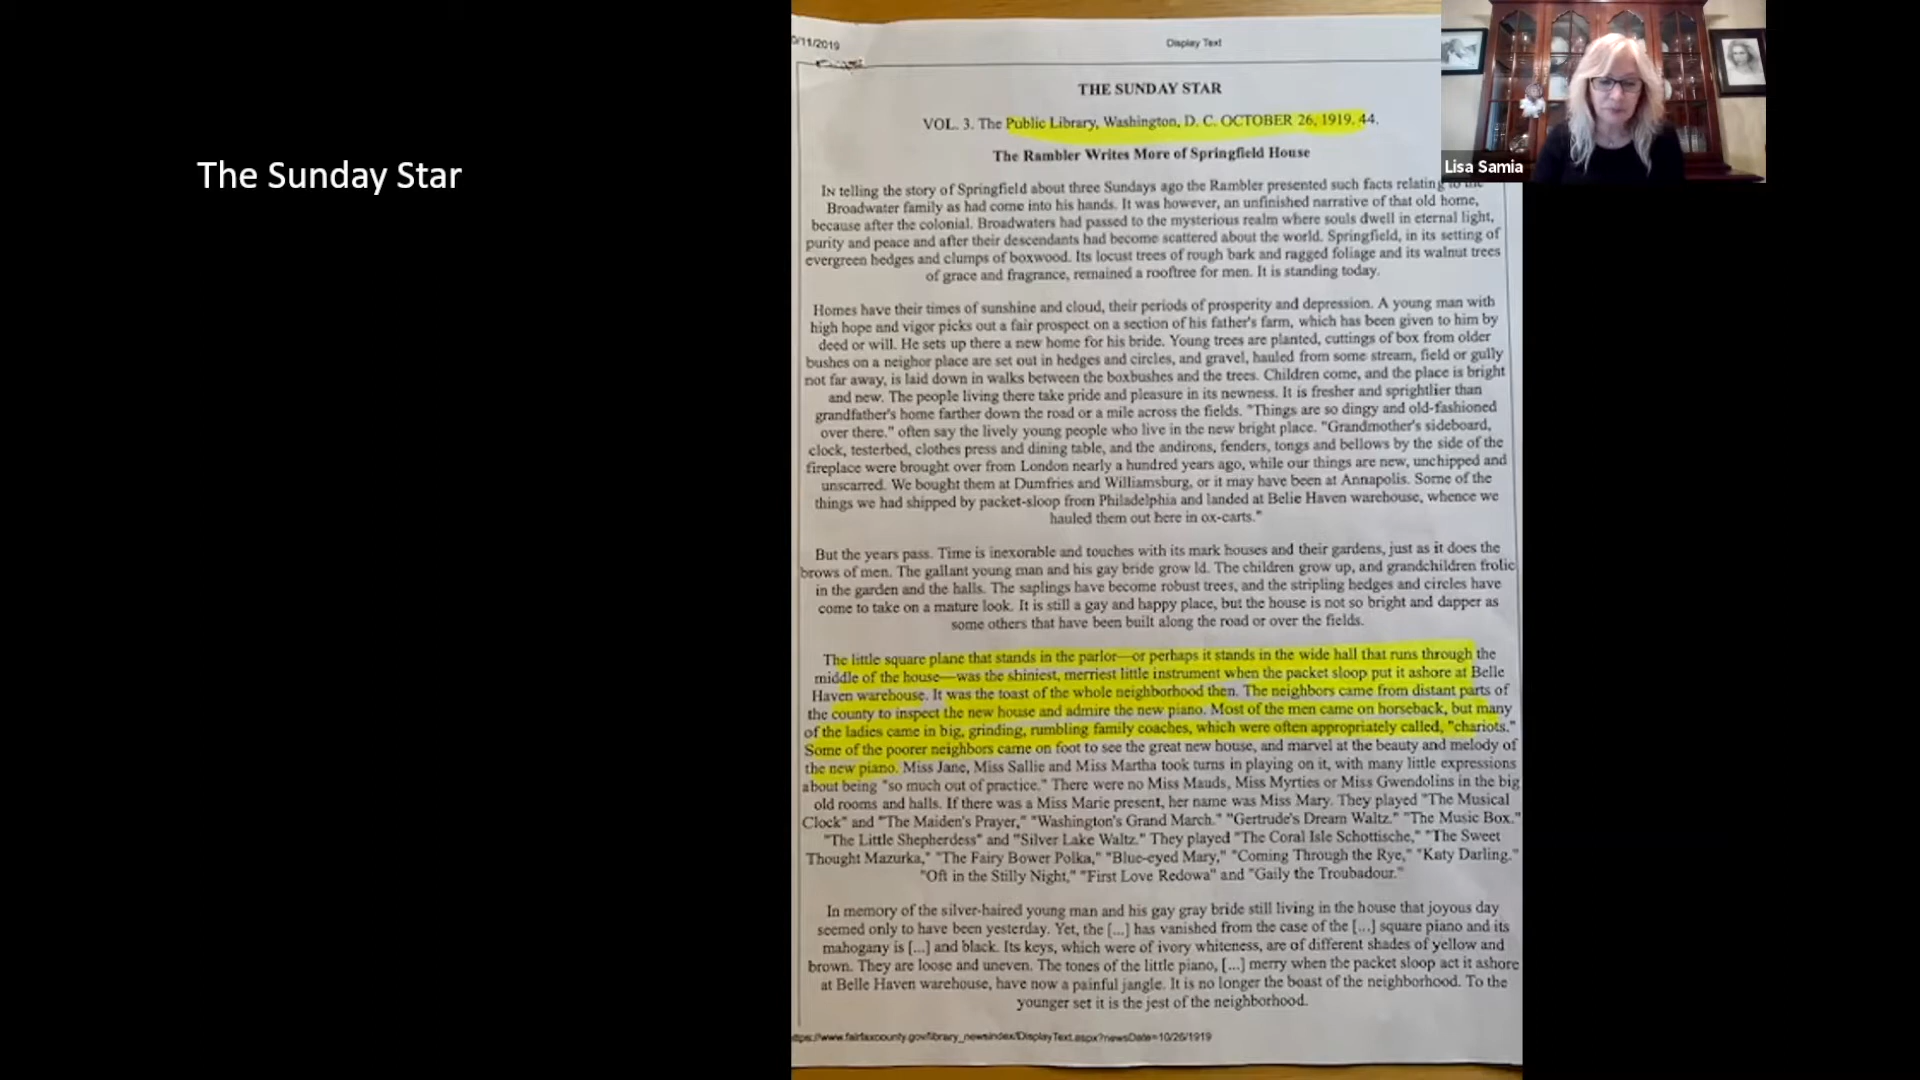 The Sunday Star
/11/2019
Display Text
THE SUNDAY STAR
VOL. 3. The Public Library, Washington, D. C. OCTOBER 26, 1919. 44.
The Rambler Writes More of Springfield House
IN telling the story of Springfield about three Sundays ago the Rambler presented such facts relating to the
Broadwater family as had come into his hands. It was however, an unfinished narrative of that old home,
because after the colonial. Broadwaters had passed to the mysterious realm where souls dwell in eternal light,
purity and peace and after their descendants had become scattered about the world. Springfield, in its setting of
evergreen hedges and clumps of boxwood. Its locust trees of rough bark and ragged foliage and its walnut trees
of grace and fragrance, remained a rooftree for men. It is standing today.
Homes have their times of sunshine and cloud, their periods of prosperity and depression. A young man with
high hope and vigor picks out a fair prospect on a section of his father's farm, which has been given to him by
deed or will. He sets up there a new home for his bride. Young trees are planted, cuttings of box from older
bushes on a neighor place are set out in hedges and circles, and gravel, hauled from some stream, field or gully
not far away, is laid down in walks between the boxbushes and the trees. Children come, and the place is bright
and new. The people living there take pride and pleasure in its newness. It is fresher and sprightlier than
grandfather's home farther down the road or a mile across the fields. "Things are so dingy and old-fashioned
over there." often say the lively young people who live in the new bright place. "Grandmother's sideboard,
clock, testerbed, clothes press and dining table, and the andirons, fenders, tongs and bellows by the side of the
fireplace were brought over from London nearly a hundred years ago, while our things are new, unchipped and
unscarred. We bought them at Dumfries and Williamsburg, or it may have been at Annapolis. Some of the
things we had shipped by packet-sloop from Philadelphia and landed at Belie Haven warehouse, whence we
hauled them out here in ox-carts."
But the years pass. Time is inexorable and touches with its mark houses and their gardens, just as it does the
brows of men. The gallant young man and his gay bride grow ld. The children grow up, and grandchildren frolic
in the garden and the halls. The saplings have become robust trees, and the stripling hedges and circles have
come to take on a mature look. It is still a gay and happy place, but the house is not so bright and dapper as
some others that have been built along the road or over the fields.
The little square plane that stands in the parlor—or perhaps it stands in the wide hall that runs through the
middle of the house—was the shiniest, merriest little instrument when the packet sloop put it ashore at Belle
Haven warehouse. It was the toast of the whole neighborhood then. The neighbors came from distant parts of
the county to inspect the new house and admire the new piano. Most of the men came on horseback, but many
of the ladies came in big, grinding, rumbling family coaches, which were often appropriately called, "chariots."
Some of the poorer neighbors came on foot to see the great new house, and marvel at the beauty and melody of
the new piano. Miss Jane, Miss Sallie and Miss Martha took turns in playing on it, with many little expressions
about being "so much out of practice." There were no Miss Mauds, Miss Myrties or Miss Gwendolins in the big
old rooms and halls. If there was a Miss Marie present, her name was Miss Mary. They played "The Musical
Clock" and "The Maiden's Prayer," "Washington's Grand March." "Gertrude's Dream Waltz." "The Music Box."
"The Little Shepherdess" and "Silver Lake Waltz." They played "The Coral Isle Schottische," "The Sweet
Thought Mazurka," "The Fairy Bower Polka," "Blue-eyed Mary," "Coming Through the Rye," "Katy Darling."
"Oft in the Stilly Night," "First Love Redowa" and "Gaily the Troubadour."
In memory of the silver-haired young man and his gay gray bride still living in the house that joyous day
seemed only to have been yesterday. Yet, the [...] has vanished from the case of the [...] square piano and its
mahogany is [...] and black. Its keys, which were of ivory whiteness, are of different shades of yellow and
brown. They are loose and uneven. The tones of the little piano, [...] merry when the packet sloop act it ashore
at Belle Haven warehouse, have now a painful jangle. It is no longer the boast of the neighborhood. To the
younger set it is the jest of the neighborhood.
ttps://www.fairfaxcounty.gov/library_newsindex/DisplayText.aspx?newsDate=10/26/1919
Lisa Samia